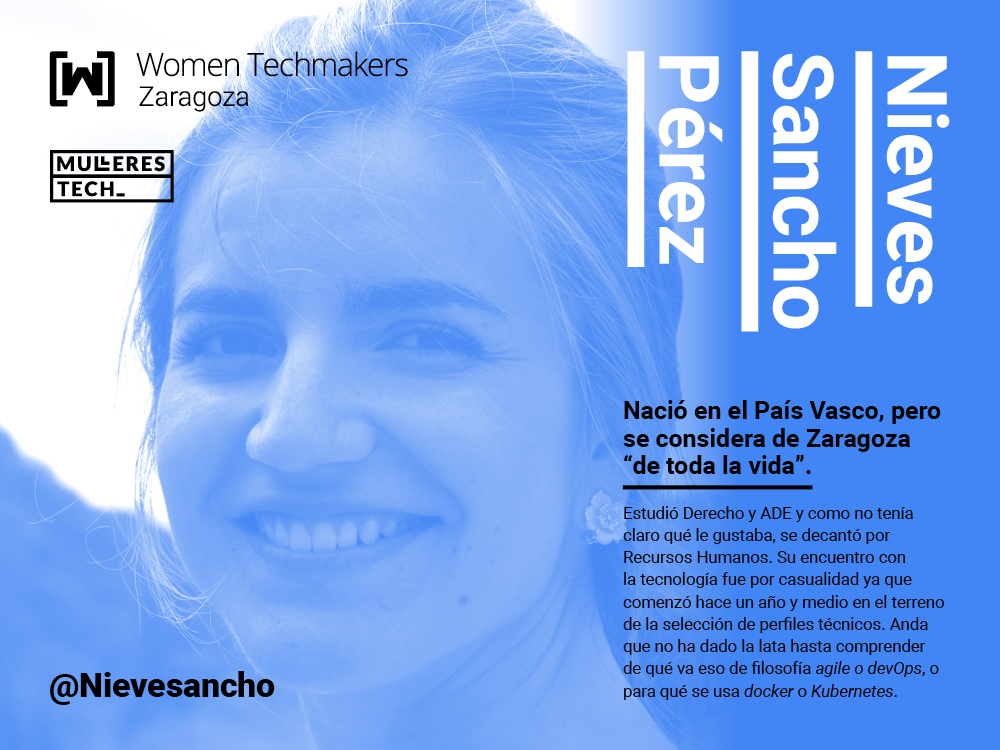 Women Techmakers
Zaragoza
MULLERES
TECH_
Nieves
Sancho
Pérez
Nació en el País Vasco, pero
se considera de Zaragoza
“de toda la vida”.
Estudió Derecho y ADE y como no tenía
claro qué le gustaba, se decantó por
Recursos Humanos. Su encuentro con
la tecnología fue por casualidad ya que
comenzó hace un año y medio en el terreno
de la selección de perfiles técnicos. Anda
que no ha dado la lata hasta comprender
de qué va eso de filosofía agile o devOps, o
para qué se usa docker o Kubernetes.
@Nievesancho